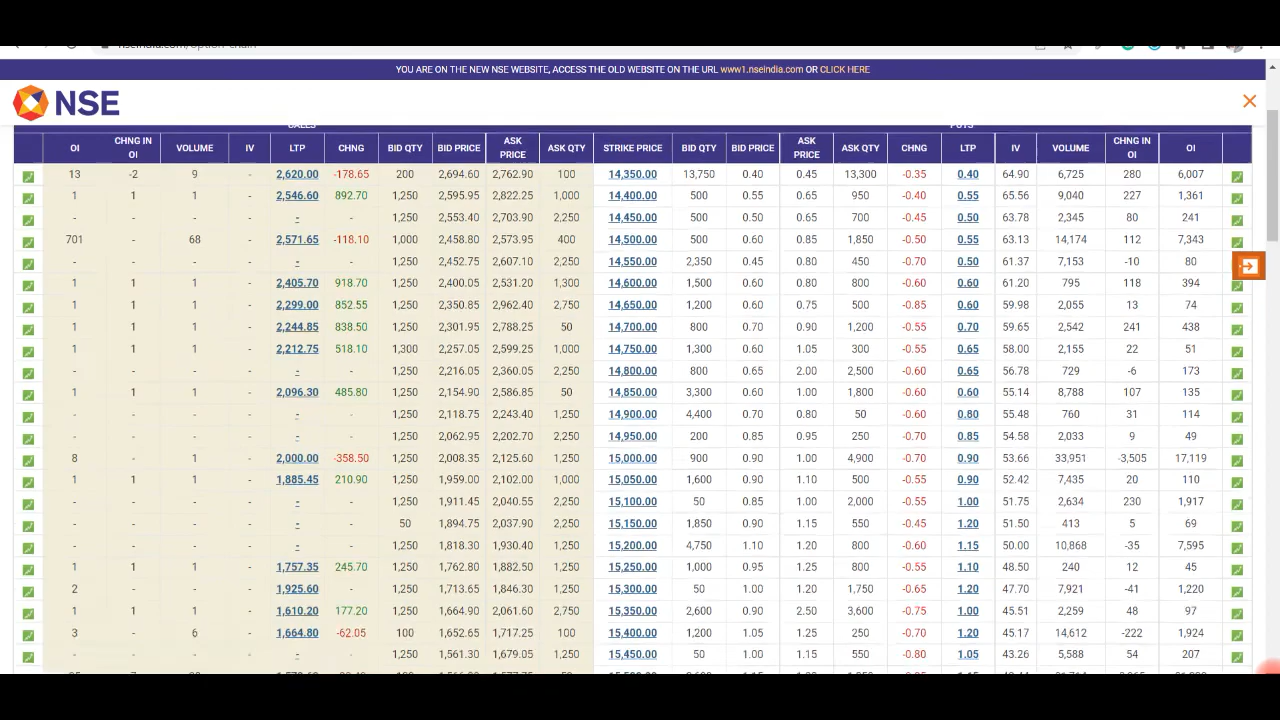 YOU ARE ON THE NEW NSE WEBSITE, ACCESS THE OLD WEBSITE ON THE URL www1.nseindia.com OR CLICK HERE
NSE
CALLS PUTS
OI CHNG IN OI VOLUME IV LTP CHNG BID QTY BID PRICE ASK PRICE ASK QTY STRIKE PRICE BID QTY BID PRICE ASK PRICE ASK QTY CHNG LTP IV VOLUME CHNG IN OI OI
13 -2 9 - 2,620.00 -178.65 200 2,694.60 2,762.90 100 14,350.00 13,750 0.40 0.45 13,300 -0.35 0.40 64.90 6,725 280 6,007
1 1 1 - 2,546.60 892.70 1,250 2,595.95 2,822.25 1,000 14,400.00 500 0.55 0.65 950 -0.40 0.55 65.56 9,040 227 1,361
- - - - - - 1,250 2,553.40 2,703.90 2,250 14,450.00 500 0.50 0.65 700 -0.45 0.50 63.78 2,345 80 241
701 - 68 - 2,571.65 -118.10 1,000 2,458.80 2,573.95 400 14,500.00 500 0.60 0.85 1,850 -0.50 0.55 63.13 14,174 112 7,343
- - - - - - 1,250 2,452.75 2,607.10 2,250 14,550.00 2,350 0.45 0.80 450 -0.70 0.50 61.37 7,153 -10 80
1 1 1 - 2,405.70 918.70 1,250 2,400.05 2,531.20 1,300 14,600.00 1,500 0.60 0.80 800 -0.60 0.60 61.20 795 118 394
1 1 1 - 2,299.00 852.55 1,250 2,350.85 2,962.40 2,750 14,650.00 1,200 0.60 0.75 500 -0.85 0.60 59.98 2,055 13 74
1 1 1 - 2,244.85 838.50 1,250 2,301.95 2,788.25 50 14,700.00 800 0.70 0.90 1,200 -0.55 0.70 59.65 2,542 241 438
1 1 1 - 2,212.75 518.10 1,300 2,257.05 2,599.25 1,000 14,750.00 1,300 0.60 1.05 300 -0.55 0.65 58.00 2,155 22 51
- - - - - - 1,250 2,216.05 2,360.05 2,250 14,800.00 800 0.65 2.00 2,500 -0.60 0.65 56.78 729 -6 173
1 1 1 - 2,096.30 485.80 1,250 2,154.90 2,586.85 50 14,850.00 3,300 0.60 1.00 1,800 -0.60 0.60 55.14 8,788 107 135
- - - - - - 1,250 2,118.75 2,243.40 1,250 14,900.00 4,400 0.70 0.80 50 -0.60 0.80 55.48 760 31 114
- - - - - - 1,250 2,062.95 2,202.70 2,250 14,950.00 200 0.85 0.95 250 -0.70 0.85 54.58 2,033 9 49
8 - 1 - 2,000.00 -358.50 1,250 2,008.35 2,125.60 1,250 15,000.00 900 0.90 1.00 4,900 -0.70 0.90 53.66 33,951 -3,505 17,119
1 1 1 - 1,885.45 210.90 1,250 1,959.00 2,102.00 1,000 15,050.00 1,600 0.90 1.10 500 -0.55 0.90 52.42 7,435 20 110
- - - - - - 1,250 1,911.45 2,040.55 2,250 15,100.00 50 0.85 1.00 2,000 -0.55 1.00 51.75 2,634 230 1,917
- - - - - - 50 1,894.75 2,037.90 2,250 15,150.00 1,850 0.90 1.15 550 -0.45 1.20 51.50 413 5 69
- - - - - - 1,250 1,818.30 1,930.40 1,250 15,200.00 4,750 1.10 1.20 800 -0.60 1.15 50.00 10,868 -35 7,595
1 1 1 - 1,757.35 245.70 1,250 1,762.80 1,882.50 1,250 15,250.00 1,000 0.95 1.25 800 -0.55 1.10 48.50 240 12 45
2 - - - 1,925.60 - 1,250 1,713.65 1,846.30 1,250 15,300.00 50 1.00 1.20 1,750 -0.65 1.20 47.70 7,921 -41 1,220
1 1 1 - 1,610.20 177.20 1,250 1,664.90 2,061.60 2,750 15,350.00 2,600 0.90 2.50 3,600 -0.75 1.00 45.51 2,259 48 97
3 - 6 - 1,664.80 -62.05 100 1,652.65 1,717.25 100 15,400.00 1,200 1.05 1.25 250 -0.70 1.20 45.17 14,612 -222 1,924
- - - - - - 1,250 1,561.30 1,679.05 1,250 15,450.00 50 1.00 1.15 550 -0.80 1.05 43.26 5,588 54 207